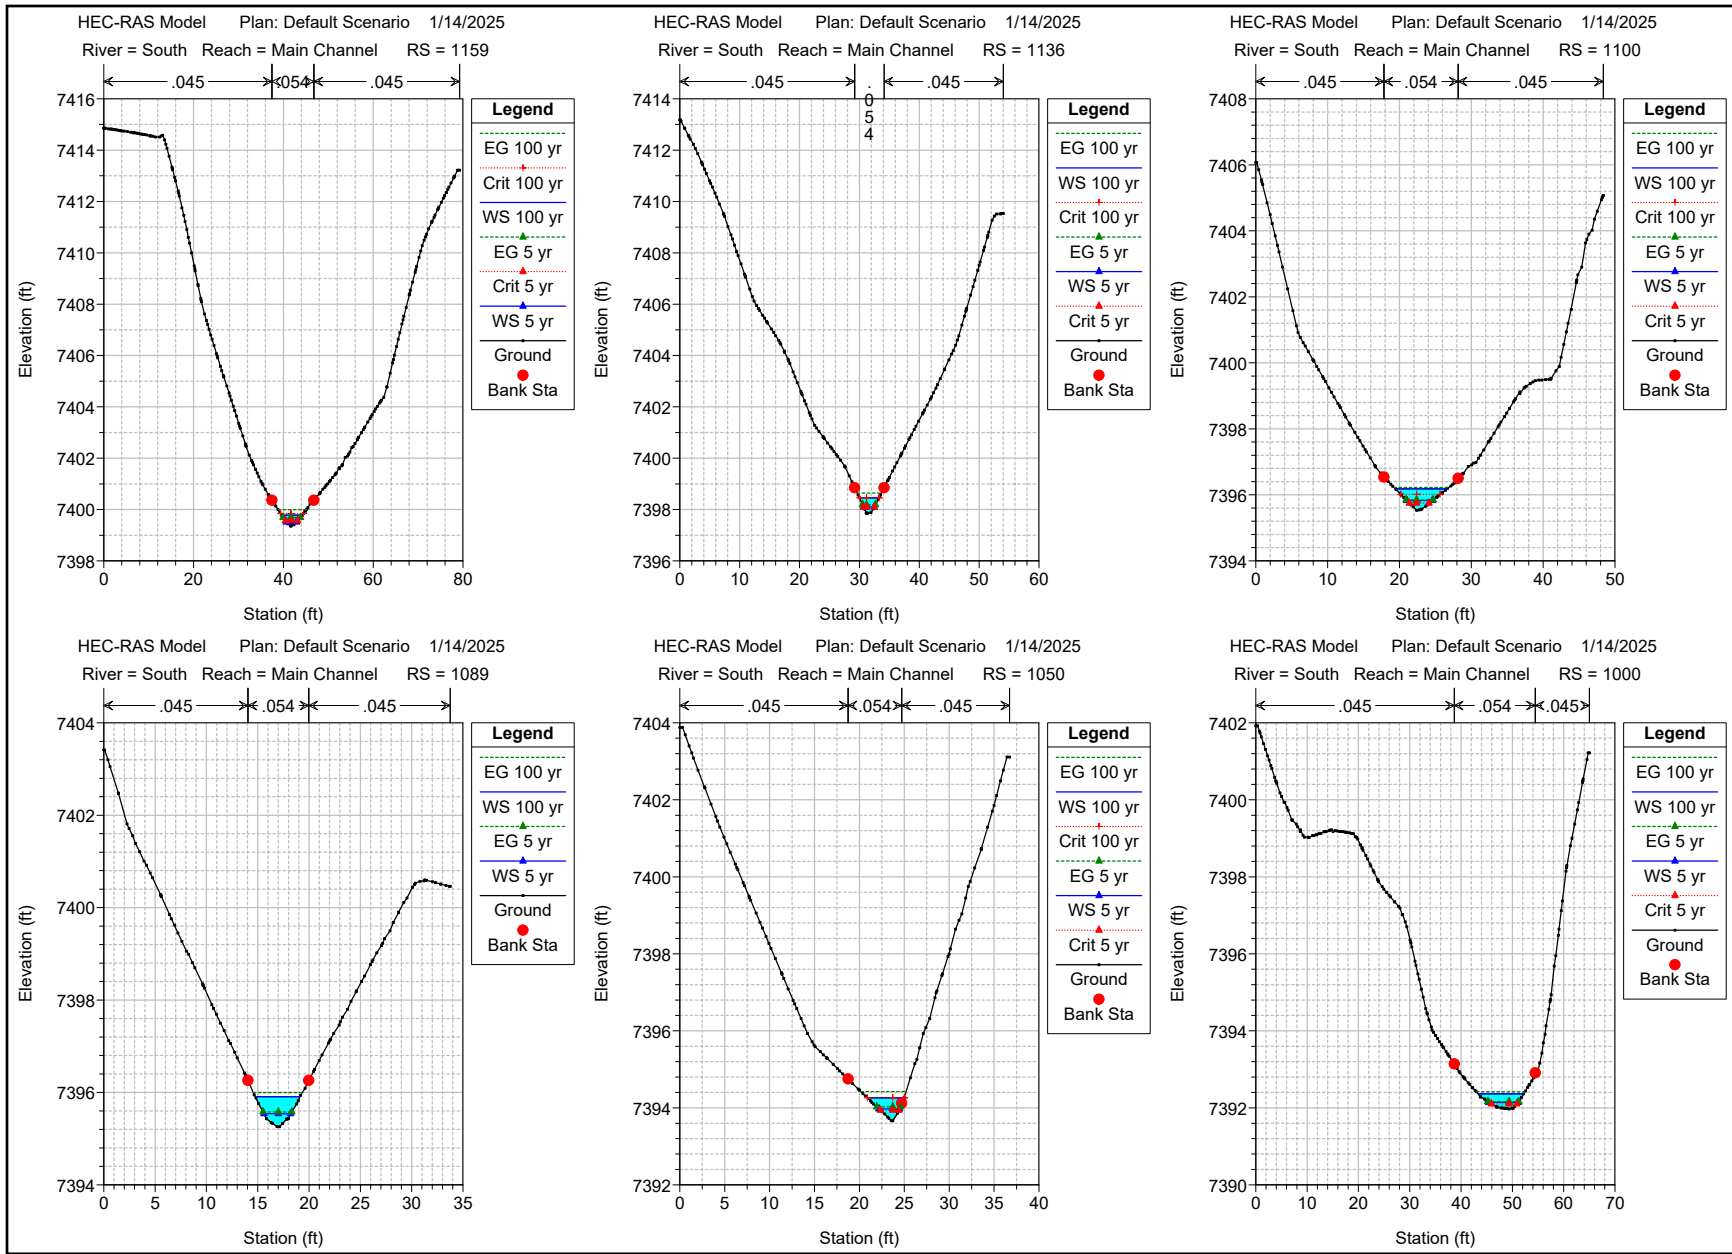 HEC-RAS Model Plan: Default Scenario 1/14/2025
River = South Reach = Main Channel RS = 1159
.045 .054 .045
7416
7414
7412
7410
7408
7406
7404
7402
7400
7398
Elevation (ft)
0 20 40 60 80
Station (ft)
Legend
EG 100 yr
Crit 100 yr
WS 100 yr
EG 5 yr
Crit 5 yr
WS 5 yr
Ground
Bank Sta
HEC-RAS Model Plan: Default Scenario 1/14/2025
River = South Reach = Main Channel RS = 1136
.045 .054 .045
7414
7412
7410
7408
7406
7404
7402
7400
7398
7396
Elevation (ft)
0 10 20 30 40 50 60
Station (ft)
Legend
EG 100 yr
WS 100 yr
Crit 100 yr
EG 5 yr
WS 5 yr
Crit 5 yr
Ground
Bank Sta
HEC-RAS Model Plan: Default Scenario 1/14/2025
River = South Reach = Main Channel RS = 1100
.045 .054 .045
7408
7406
7404
7402
7400
7398
7396
7394
Elevation (ft)
0 10 20 30 40 50
Station (ft)
Legend
EG 100 yr
WS 100 yr
Crit 100 yr
EG 5 yr
WS 5 yr
Crit 5 yr
Ground
Bank Sta
HEC-RAS Model Plan: Default Scenario 1/14/2025
River = South Reach = Main Channel RS = 1089
.045 .054 .045
7404
7402
7400
7398
7396
7394
Elevation (ft)
0 5 10 15 20 25 30 35
Station (ft)
Legend
EG 100 yr
WS 100 yr
EG 5 yr
WS 5 yr
Ground
Bank Sta
HEC-RAS Model Plan: Default Scenario 1/14/2025
River = South Reach = Main Channel RS = 1050
.045 .054 .045
7404
7402
7400
7398
7396
7394
7392
Elevation (ft)
0 5 10 15 20 25 30 35 40
Station (ft)
Legend
EG 100 yr
WS 100 yr
Crit 100 yr
EG 5 yr
WS 5 yr
Crit 5 yr
Ground
Bank Sta
HEC-RAS Model Plan: Default Scenario 1/14/2025
River = South Reach = Main Channel RS = 1000
.045 .054 .045
7402
7400
7398
7396
7394
7392
7390
Elevation (ft)
0 10 20 30 40 50 60 70
Station (ft)
Legend
EG 100 yr
WS 100 yr
EG 5 yr
WS 5 yr
Crit 5 yr
Ground
Bank Sta